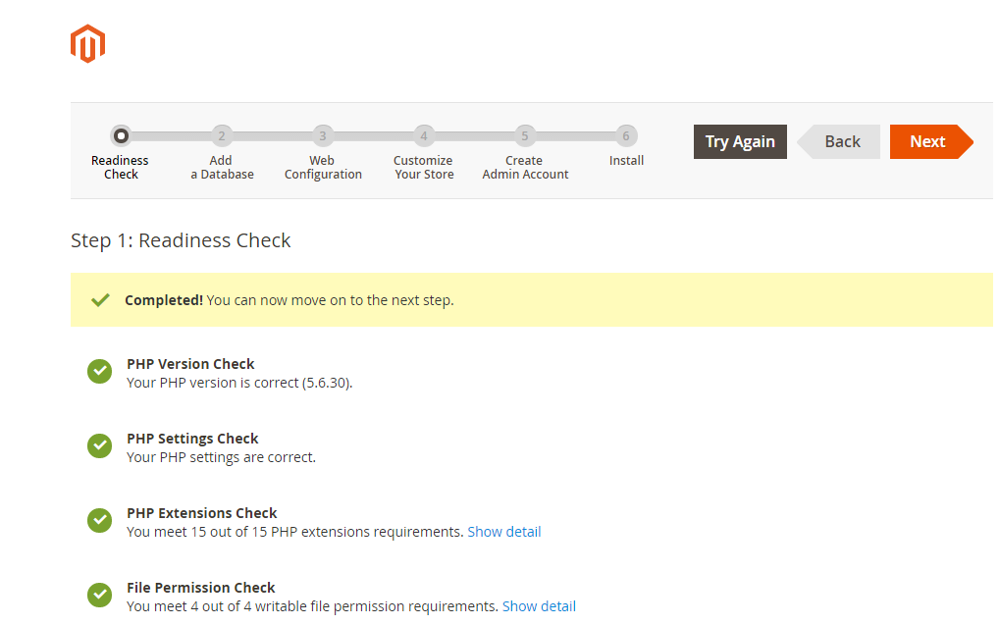 2 3 4 5 6
Readiness Check
Add a Database
Web Configuration
Customize Your Store
Create Admin Account
Install
Try Again
Back
Next
Step 1: Readiness Check
Completed! You can now move on to the next step.
PHP Version Check
Your PHP version is correct (5.6.30).
PHP Settings Check
Your PHP settings are correct.
PHP Extensions Check
You meet 15 out of 15 PHP extensions requirements. Show detail
File Permission Check
You meet 4 out of 4 writable file permission requirements. Show detail